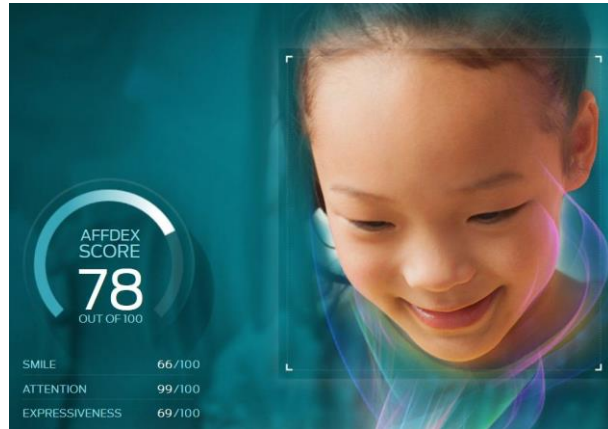 AFFDEX
SCORE
78
OUT OF 100
SMILE 66/100
ATTENTION 99/100
EXPRESSIVENESS 69/100